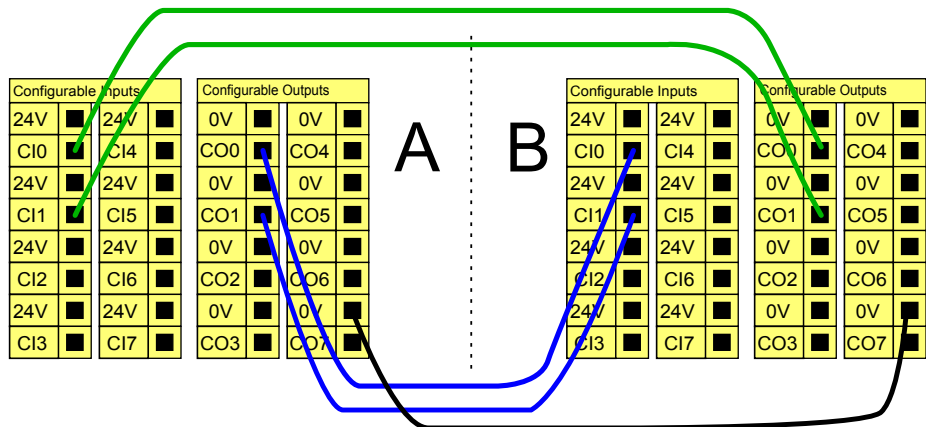 Configurable Inputs Configurable Outputs A B Configurable Inputs Configurable Outputs
24V 24V 0V 0V 24V 24V 0V 0V
CI0 CI4 CO0 CO4 CI0 CI4 CO0 CO4
24V 24V 0V 0V 24V 24V 0V 0V
CI1 CI5 CO1 CO5 CI1 CI5 CO1 CO5
24V 24V 0V 0V 24V 24V 0V 0V
CI2 CI6 CO2 CO6 CI2 CI6 CO2 CO6
24V 24V 0V 0V 24V 24V 0V 0V
CI3 CI7 CO3 CO7 CI3 CI7 CO3 CO7